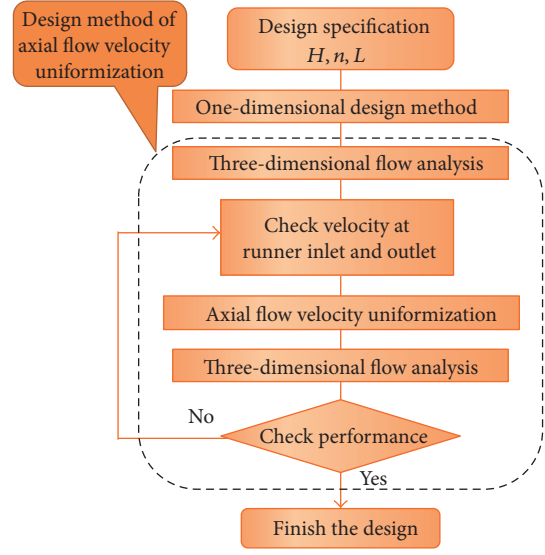 Design method of
axial flow velocity
uniformization
Design specification
H, n, L
One-dimensional design method
Three-dimensional flow analysis
Check velocity at
runner inlet and outlet
Axial flow velocity uniformization
Three-dimensional flow analysis
No
Check performance
Yes
Finish the design